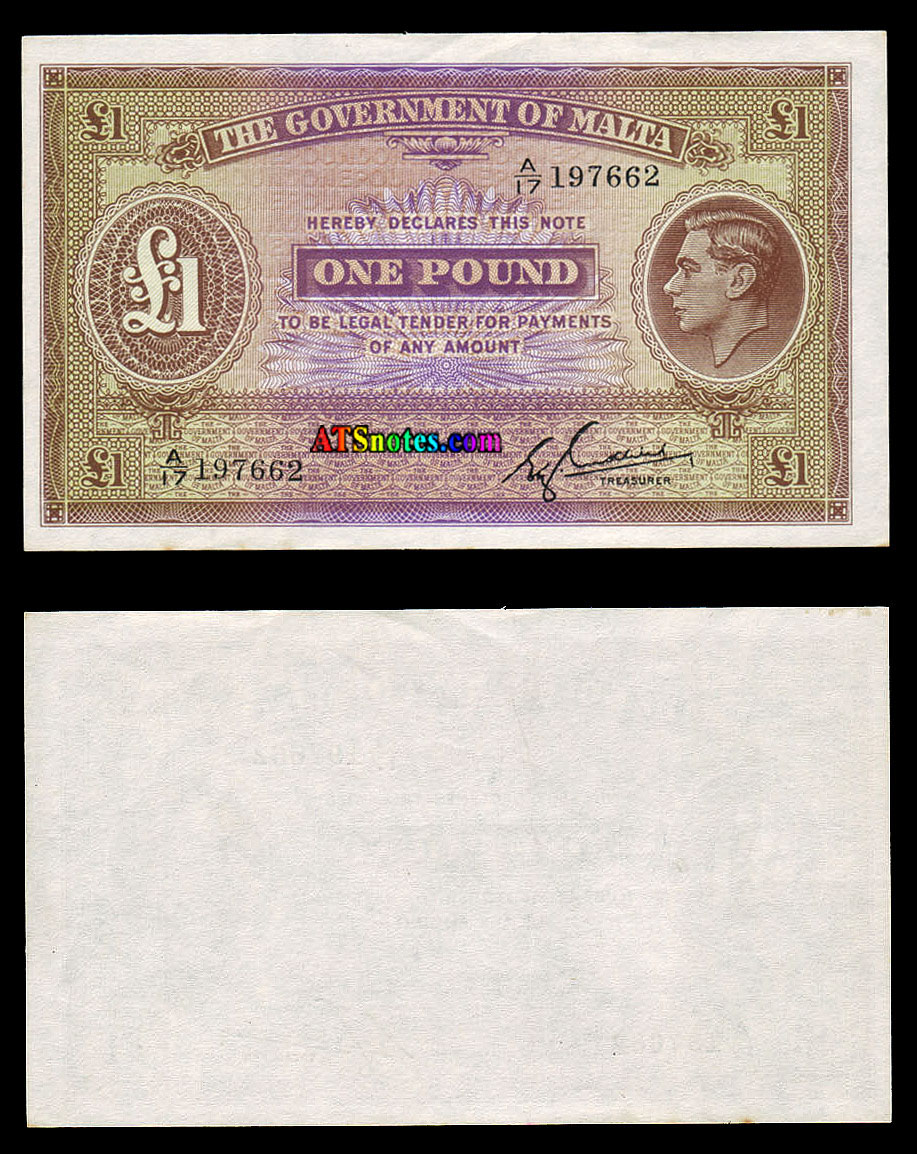 £1 £1
THE GOVERNMENT OF MALTA
A/17 197662
HEREBY DECLARES THIS NOTE
£1
ONE POUND
TO BE LEGAL TENDER FOR PAYMENTS
OF ANY AMOUNT
ATSnotes.com
£1 £1
A/17 197662
TREASURER